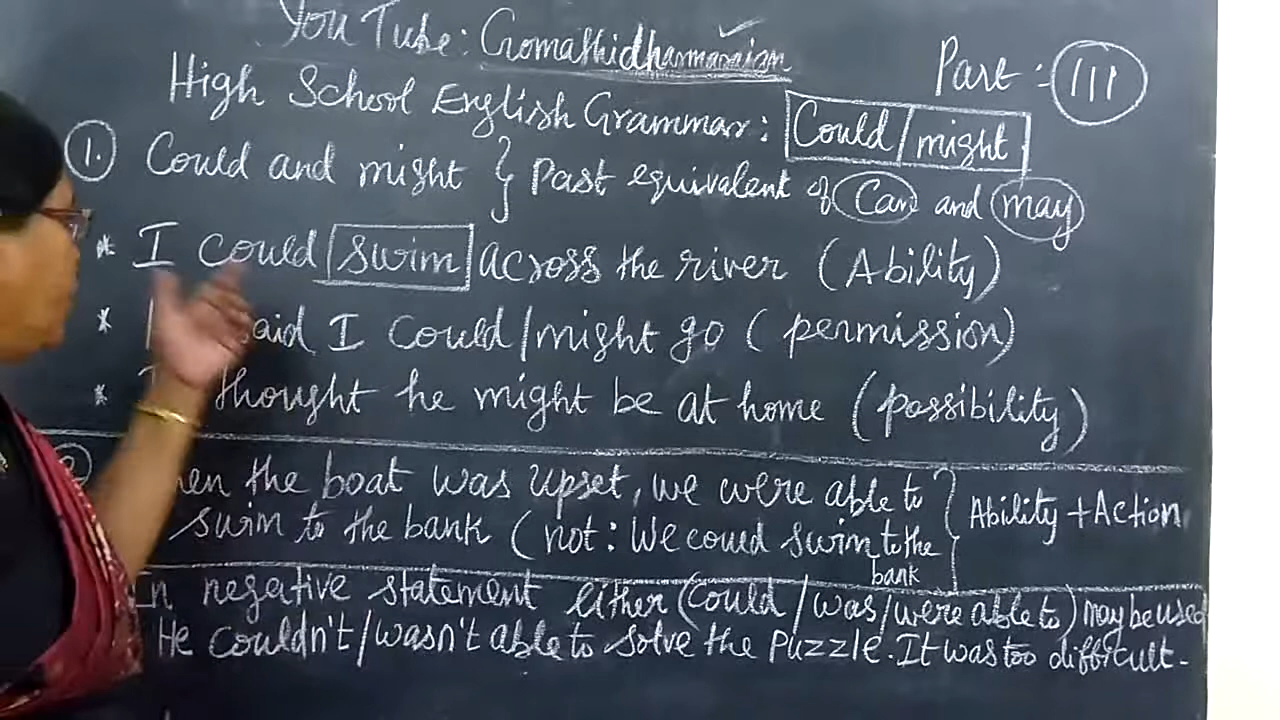 YouTube: Gomathidharmarajan
Part :- III
High School English Grammar: Could/might
1. Could and might } Past equivalent of Can and may
* I could swim across the river (Ability)
* said I could/might go (permission)
* thought he might be at home (possibility)
the boat was upset, we were able to
swim to the bank (not: We could swim to the bank } Ability + Action
In negative statement either (Could/was/were able to) may be used
He couldn't/wasn't able to solve the Puzzle. It was too difficult-